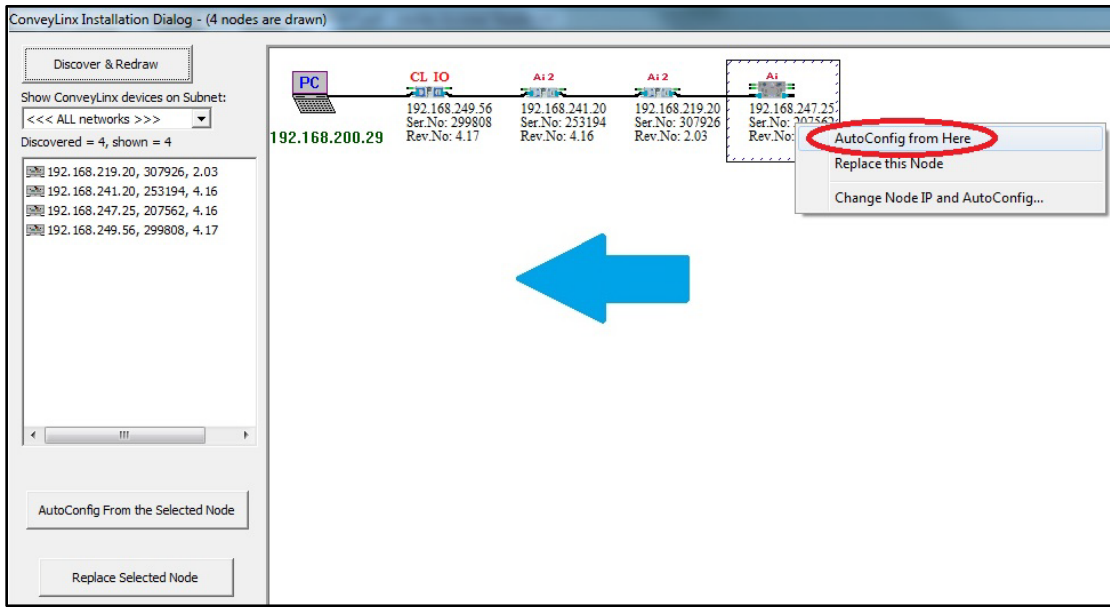 ConveyLinx Installation Dialog - (4 nodes are drawn)
Discover & Redraw
Show ConveyLinx devices on Subnet:
<<< ALL networks >>>
Discovered = 4, shown = 4
192.168.219.20, 307926, 2.03
192.168.241.20, 253194, 4.16
192.168.247.25, 207562, 4.16
192.168.249.56, 299808, 4.17
AutoConfig From the Selected Node
Replace Selected Node
PC
192.168.200.29
CL IO
192.168.249.56
Ser.No: 299808
Rev.No: 4.17
Ai 2
192.168.241.20
Ser.No: 253194
Rev.No: 4.16
Ai 2
192.168.219.20
Ser.No: 307926
Rev.No: 2.03
Ai
192.168.247.25
Ser.No: 207562
Rev.No:
AutoConfig from Here
Replace this Node
Change Node IP and AutoConfig...